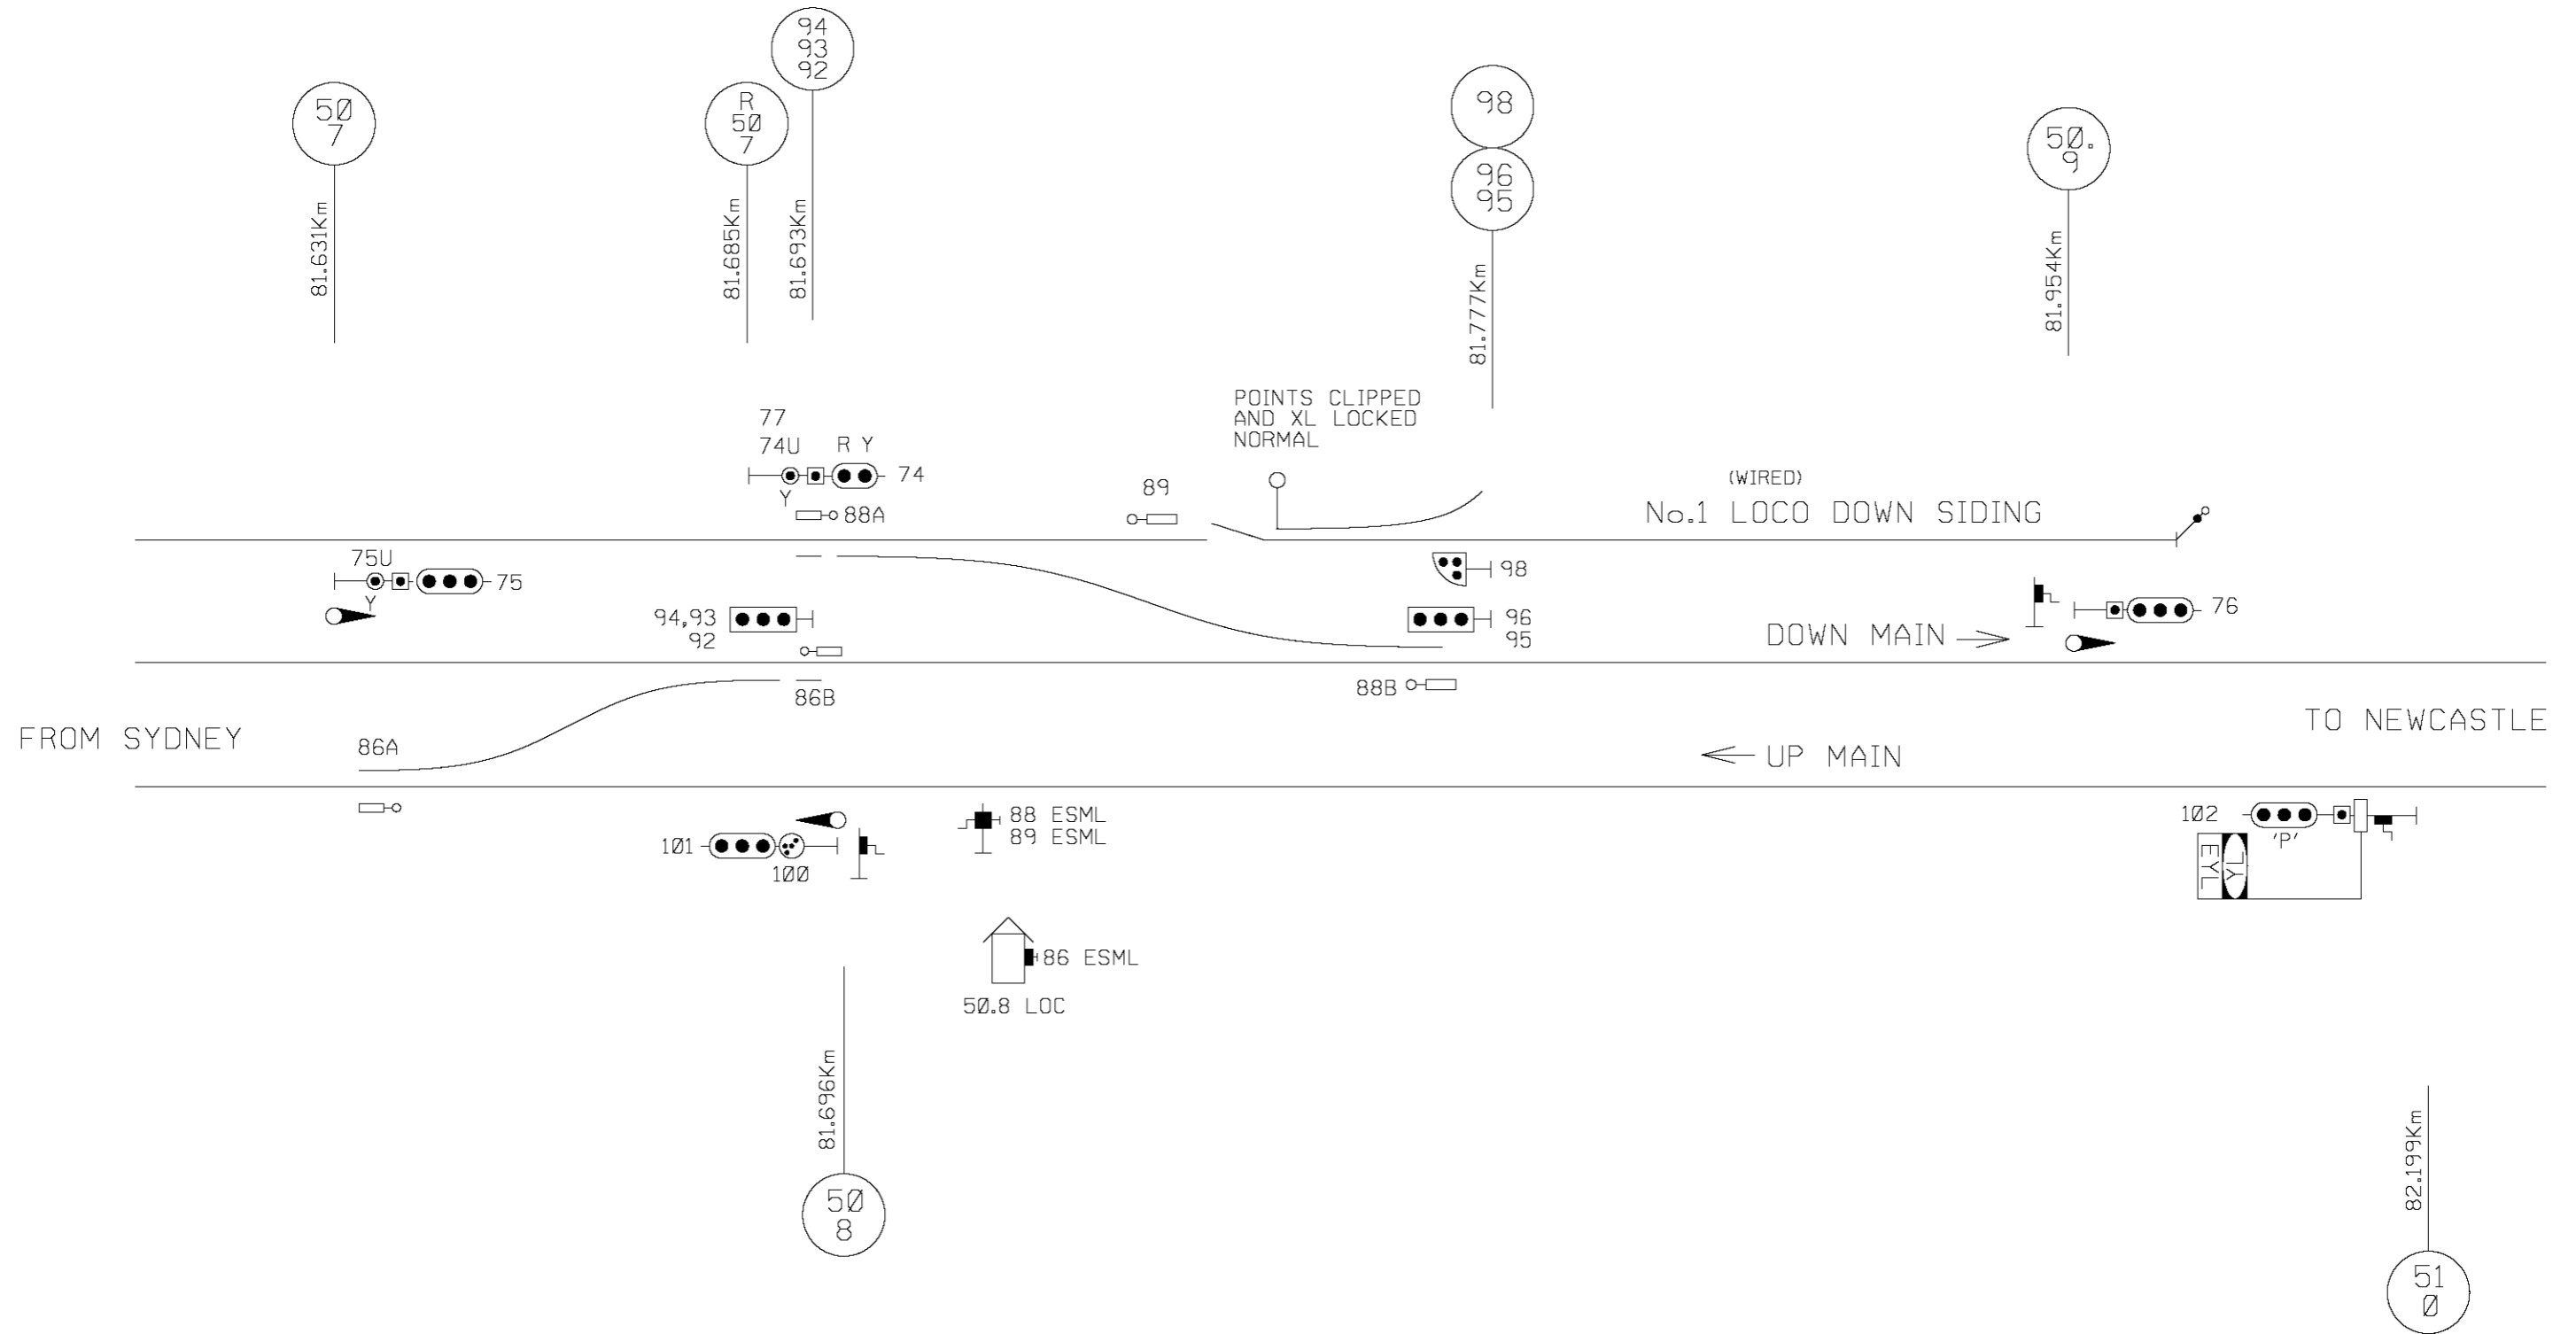 94
93
92
50
7
R
50
7
98
96
95
50.
9
81.631Km
81.685Km
81.693Km
81.777Km
81.954Km
POINTS CLIPPED
AND XL LOCKED
NORMAL
77
74U
R Y
74
Y
88A
89
(WIRED)
No.1 LOCO DOWN SIDING
75U
75
Y
98
94,93
92
96
95
76
DOWN MAIN
86B
88B
FROM SYDNEY
86A
TO NEWCASTLE
UP MAIN
101
100
88 ESML
89 ESML
102
'P'
EYL
YL
86 ESML
50.8 LOC
81.696Km
82.199Km
50
8
51
0